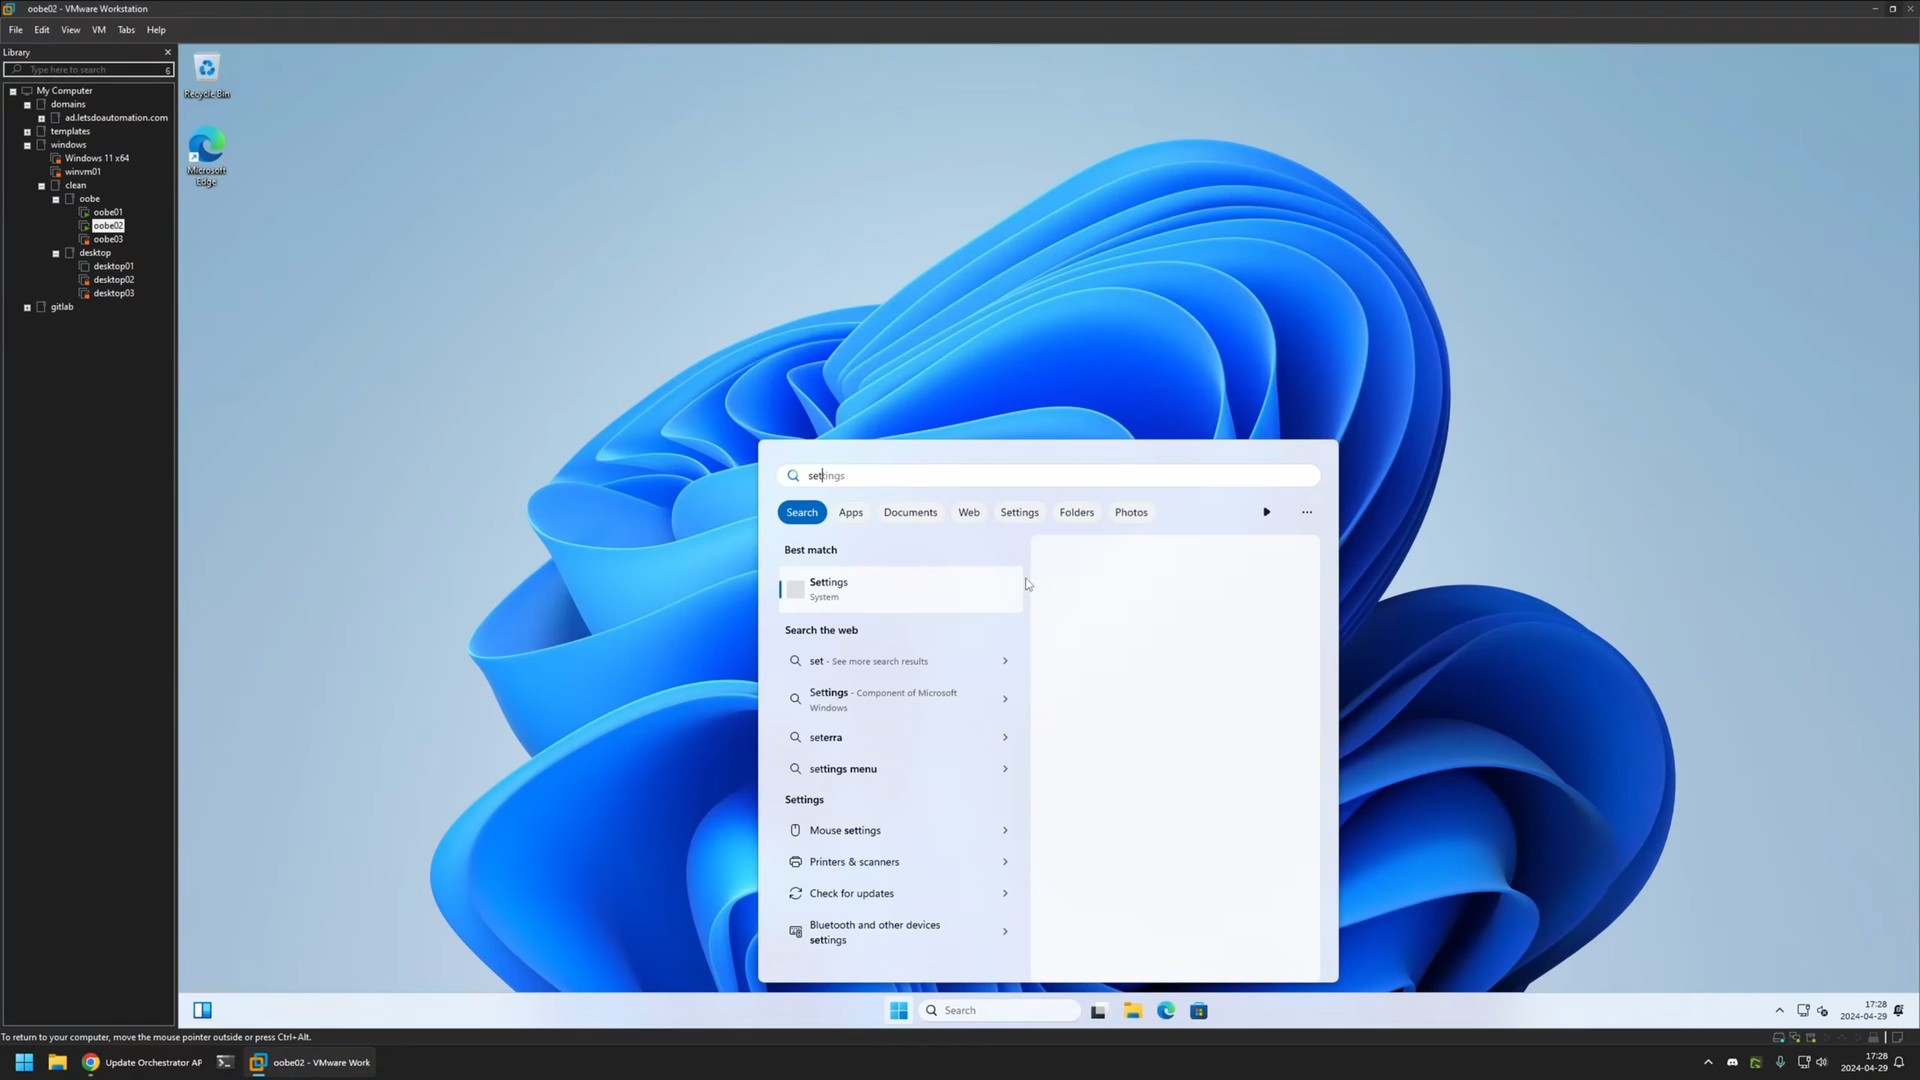 oobe02 - VMware Workstation
File Edit View VM Tabs Help
Library
Type here to search 6
My Computer
domains
ad.letsdoautomation.com
templates
windows
Windows 11 x64
winvm01
clean
oobe
oobe01
oobe02
oobe03
desktop
desktop01
desktop02
desktop03
gitlab
Recycle Bin
Microsoft
Edge
settings
Search Apps Documents Web Settings Folders Photos
Best match
Settings
System
Search the web
set - See more search results
Settings - Component of Microsoft
Windows
seterra
settings menu
Settings
Mouse settings
Printers & scanners
Check for updates
Bluetooth and other devices
settings
Search
17:28
2024-04-29
To return to your computer, move the mouse pointer outside or press Ctrl+Alt.
Update Orchestrator AP
oobe02 - VMware Work
17:28
2024-04-29